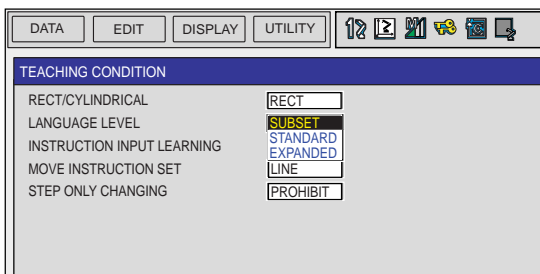 DATA EDIT DISPLAY UTILITY
TEACHING CONDITION
RECT/CYLINDRICAL RECT
LANGUAGE LEVEL SUBSET
STANDARD
INSTRUCTION INPUT LEARNING
EXPANDED
MOVE INSTRUCTION SET LINE
STEP ONLY CHANGING PROHIBIT